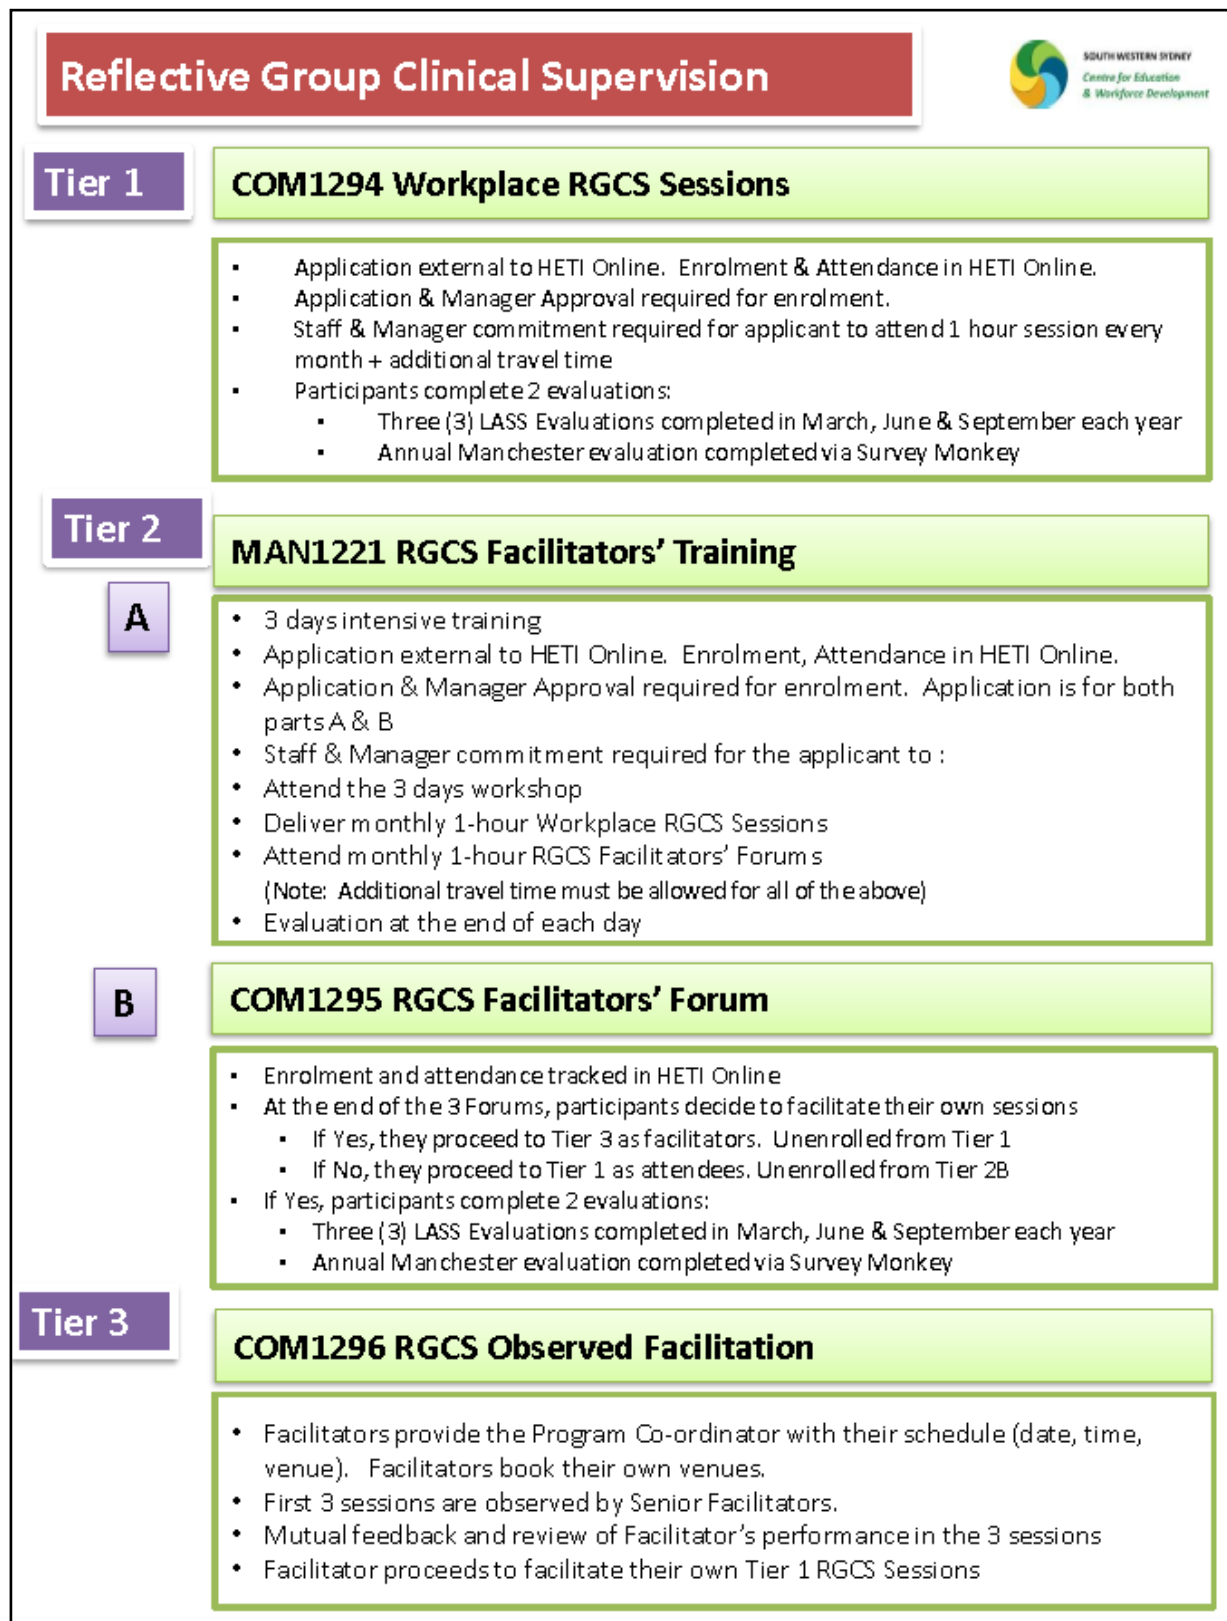 Reflective Group Clinical Supervision
SOUTH WESTERN SYDNEY
Centre for Education
& Workforce Development
Tier 1
COM1294 Workplace RGCS Sessions
▪ Application external to HETI Online. Enrolment & Attendance in HETI Online.
▪ Application & Manager Approval required for enrolment.
▪ Staff & Manager commitment required for applicant to attend 1 hour session every
month + additional travel time
▪ Participants complete 2 evaluations:
▪ Three (3) LASS Evaluations completed in March, June & September each year
▪ Annual Manchester evaluation completed via Survey Monkey
Tier 2
MAN1221 RGCS Facilitators’ Training
A
• 3 days intensive training
• Application external to HETI Online. Enrolment, Attendance in HETI Online.
• Application & Manager Approval required for enrolment. Application is for both
parts A & B
• Staff & Manager commitment required for the applicant to :
• Attend the 3 days workshop
• Deliver monthly 1-hour Workplace RGCS Sessions
• Attend monthly 1-hour RGCS Facilitators’ Forums
(Note: Additional travel time must be allowed for all of the above)
• Evaluation at the end of each day
B
COM1295 RGCS Facilitators’ Forum
▪ Enrolment and attendance tracked in HETI Online
▪ At the end of the 3 Forums, participants decide to facilitate their own sessions
▪ If Yes, they proceed to Tier 3 as facilitators. Unenrolled from Tier 1
▪ If No, they proceed to Tier 1 as attendees. Unenrolled from Tier 2B
▪ If Yes, participants complete 2 evaluations:
▪ Three (3) LASS Evaluations completed in March, June & September each year
▪ Annual Manchester evaluation completed via Survey Monkey
Tier 3
COM1296 RGCS Observed Facilitation
• Facilitators provide the Program Co-ordinator with their schedule (date, time,
venue). Facilitators book their own venues.
• First 3 sessions are observed by Senior Facilitators.
• Mutual feedback and review of Facilitator’s performance in the 3 sessions
• Facilitator proceeds to facilitate their own Tier 1 RGCS Sessions